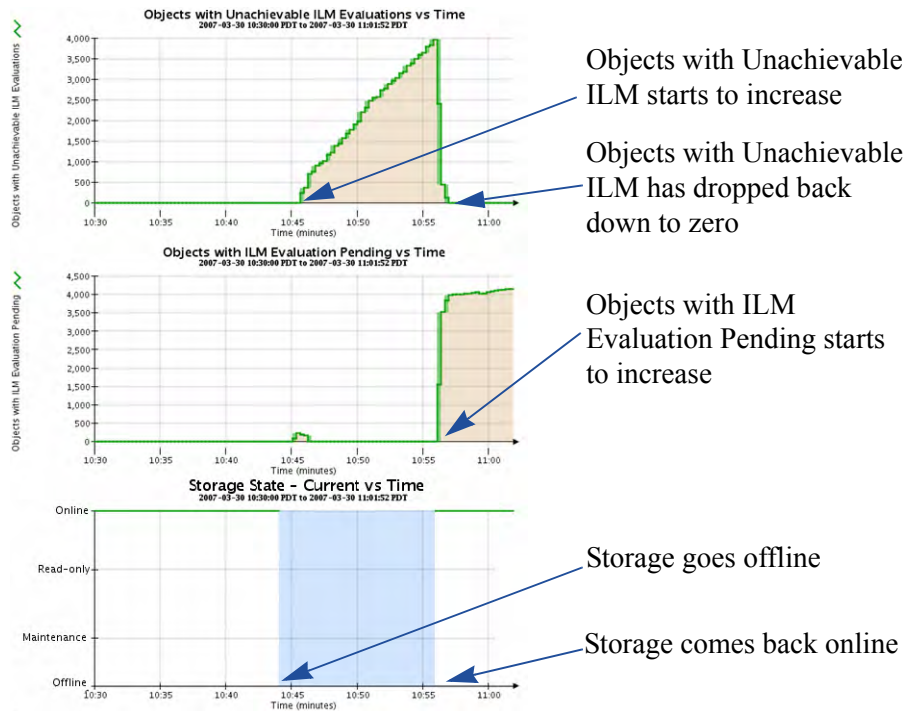 Objects with Unachievable ILM Evaluations vs Time
2007-03-30 10:30:00 PDT to 2007-03-30 11:01:52 PDT
Objects with Unachievable ILM Evaluations
4,000
3,500
3,000
2,500
2,000
1,500
1,000
500
0
10:30 10:35 10:40 10:45 10:50 10:55 11:00
Time (minutes)
Objects with Unachievable
ILM starts to increase
Objects with Unachievable
ILM has dropped back
down to zero
Objects with ILM Evaluation Pending vs Time
2007-03-30 10:30:00 PDT to 2007-03-30 11:01:52 PDT
Objects with ILM Evaluation Pending
4,500
4,000
3,500
3,000
2,500
2,000
1,500
1,000
500
0
10:30 10:35 10:40 10:45 10:50 10:55 11:00
Time (minutes)
Objects with ILM
Evaluation Pending starts
to increase
Storage State - Current vs Time
2007-03-30 10:30:00 PDT to 2007-03-30 11:01:52 PDT
Online
Read-only
Maintenance
Offline
10:30 10:35 10:40 10:45 10:50 10:55 11:00
Time (minutes)
Storage goes offline
Storage comes back online